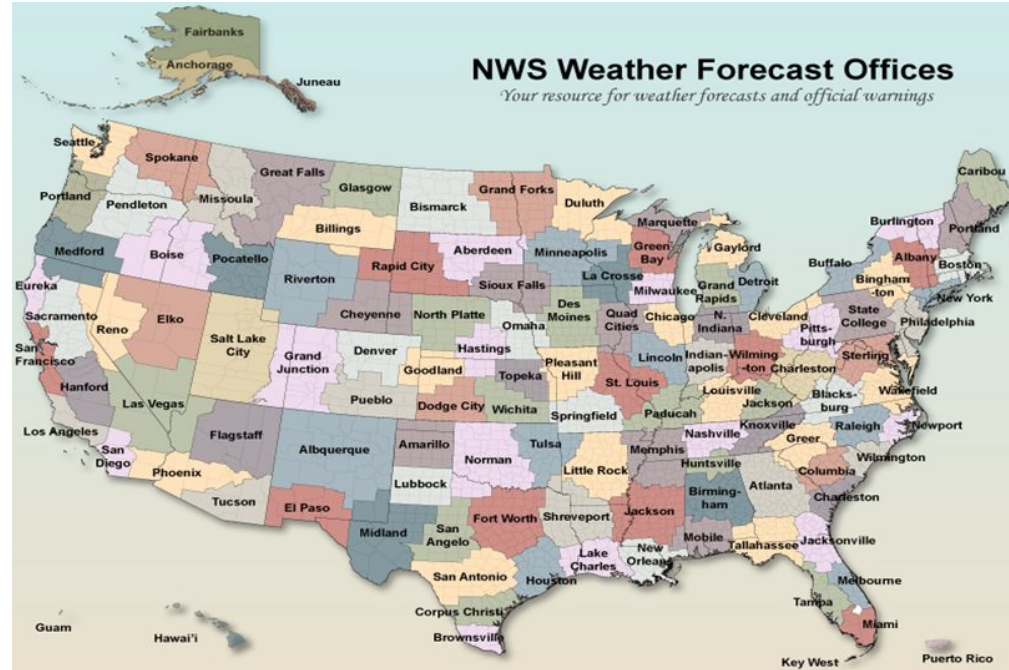 Fairbanks
Anchorage
Juneau
NWS Weather Forecast Offices
Your resource for weather forecasts and official warnings
Seattle
Spokane
Great Falls
Glasgow
Grand Forks
Caribou
Portland
Pendleton
Missoula
Bismarck
Duluth
Billings
Marquette
Burlington
Portland
Medford
Boise
Pocatello
Riverton
Rapid City
Aberdeen
Minneapolis
Green
Bay
Gaylord
Buffalo
Albany
Boston
Eureka
Sioux Falls
La Crosse
Milwaukee
Grand
Rapids
Detroit
Bingham
-ton
New York
Sacramento
Reno
Elko
Salt Lake
City
Cheyenne
North Platte
Omaha
Des
Moines
Quad
Cities
Chicago
N.
Indiana
Cleveland
Pitts-
burgh
State
College
Philadelphia
San
Francisco
Hanford
Las Vegas
Grand
Junction
Denver
Pueblo
Goodland
Hastings
Topeka
Pleasant
Hill
Lincoln
Indian-
apolis
Wilming
-ton
Charleston
Sterling
Wakefield
Dodge City
Wichita
St. Louis
Springfield
Paducah
Louisville
Jackson
Blacks-
burg
Los Angeles
San
Diego
Phoenix
Flagstaff
Tucson
Albquerque
Amarillo
Lubbock
Norman
Tulsa
Little Rock
Memphis
Nashville
Knoxville
Greer
Raleigh
Newport
Wilmington
Huntsville
Birming-
ham
Atlanta
Columbia
Charleston
El Paso
Midland
San
Angelo
Fort Worth
Shreveport
Jackson
Mobile
Tallahassee
Jacksonville
San Antonio
Houston
Lake
Charles
New
Orleans
Melbourne
Tampa
Corpus Christi
Brownsville
Miami
Key West
Guam
Hawai'i
Puerto Rico